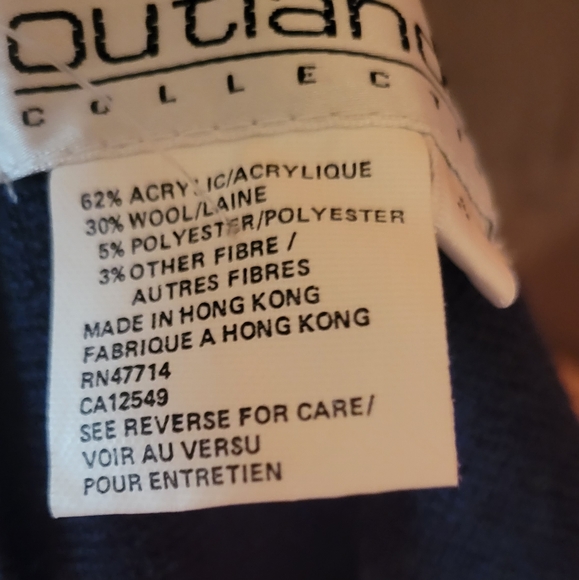 outland
COLLECT
62% ACRYLIC/ACRYLIQUE
30% WOOL/LAINE
5% POLYESTER/POLYESTER
3% OTHER FIBRE /
AUTRES FIBRES
MADE IN HONG KONG
FABRIQUE A HONG KONG
RN47714
CA12549
SEE REVERSE FOR CARE/
VOIR AU VERSU
POUR ENTRETIEN